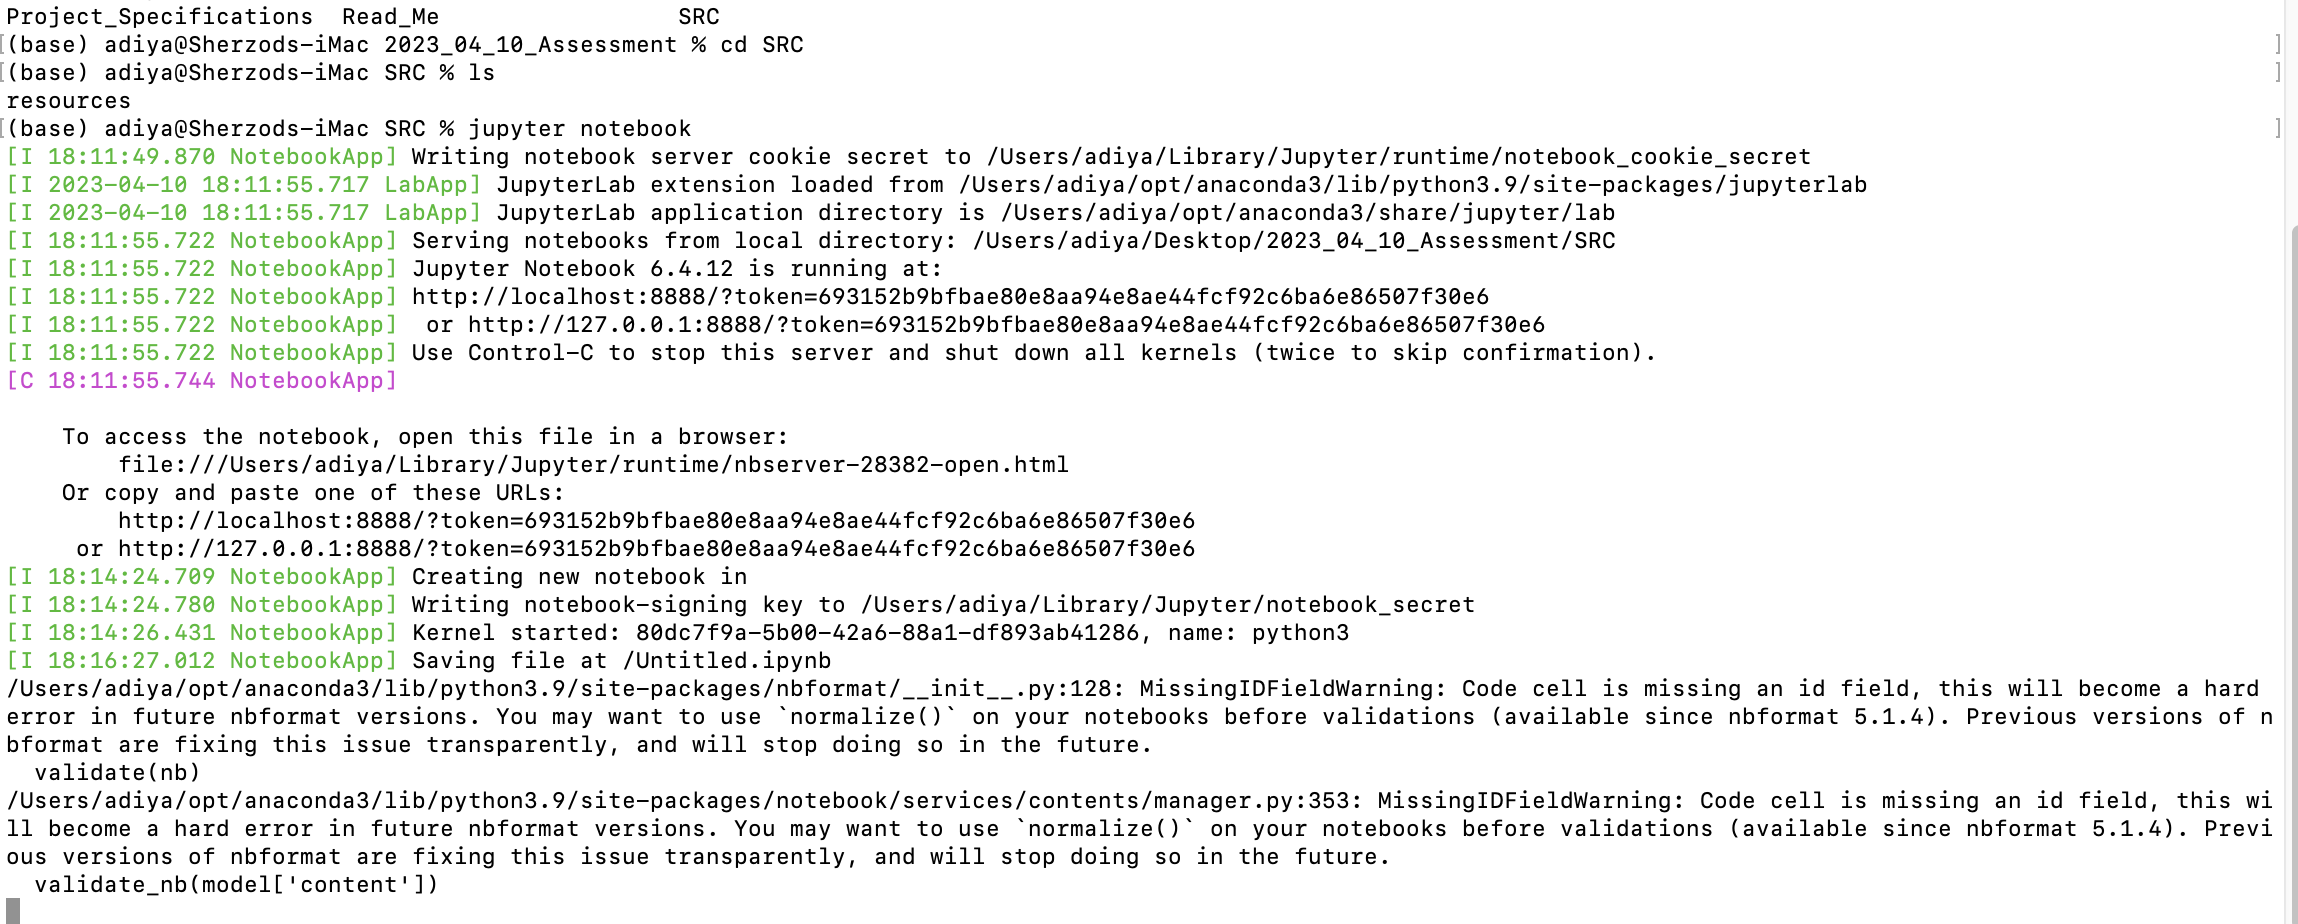 Project_Specifications  Read_Me                 SRC
[(base) adiya@Sherzods-iMac 2023_04_10_Assessment % cd SRC ]
[(base) adiya@Sherzods-iMac SRC % ls ]
resources
[(base) adiya@Sherzods-iMac SRC % jupyter notebook ]
[I 18:11:49.870 NotebookApp] Writing notebook server cookie secret to /Users/adiya/Library/Jupyter/runtime/notebook_cookie_secret
[I 2023-04-10 18:11:55.717 LabApp] JupyterLab extension loaded from /Users/adiya/opt/anaconda3/lib/python3.9/site-packages/jupyterlab
[I 2023-04-10 18:11:55.717 LabApp] JupyterLab application directory is /Users/adiya/opt/anaconda3/share/jupyter/lab
[I 18:11:55.722 NotebookApp] Serving notebooks from local directory: /Users/adiya/Desktop/2023_04_10_Assessment/SRC
[I 18:11:55.722 NotebookApp] Jupyter Notebook 6.4.12 is running at:
[I 18:11:55.722 NotebookApp] http://localhost:8888/?token=693152b9bfbae80e8aa94e8ae44fcf92c6ba6e86507f30e6
[I 18:11:55.722 NotebookApp]  or http://127.0.0.1:8888/?token=693152b9bfbae80e8aa94e8ae44fcf92c6ba6e86507f30e6
[I 18:11:55.722 NotebookApp] Use Control-C to stop this server and shut down all kernels (twice to skip confirmation).
[C 18:11:55.744 NotebookApp]
    To access the notebook, open this file in a browser:
        file:///Users/adiya/Library/Jupyter/runtime/nbserver-28382-open.html
    Or copy and paste one of these URLs:
        http://localhost:8888/?token=693152b9bfbae80e8aa94e8ae44fcf92c6ba6e86507f30e6
     or http://127.0.0.1:8888/?token=693152b9bfbae80e8aa94e8ae44fcf92c6ba6e86507f30e6
[I 18:14:24.709 NotebookApp] Creating new notebook in
[I 18:14:24.780 NotebookApp] Writing notebook-signing key to /Users/adiya/Library/Jupyter/notebook_secret
[I 18:14:26.431 NotebookApp] Kernel started: 80dc7f9a-5b00-42a6-88a1-df893ab41286, name: python3
[I 18:16:27.012 NotebookApp] Saving file at /Untitled.ipynb
/Users/adiya/opt/anaconda3/lib/python3.9/site-packages/nbformat/__init__.py:128: MissingIDFieldWarning: Code cell is missing an id field, this will become a hard
error in future nbformat versions. You may want to use `normalize()` on your notebooks before validations (available since nbformat 5.1.4). Previous versions of n
bformat are fixing this issue transparently, and will stop doing so in the future.
  validate(nb)
/Users/adiya/opt/anaconda3/lib/python3.9/site-packages/notebook/services/contents/manager.py:353: MissingIDFieldWarning: Code cell is missing an id field, this wi
ll become a hard error in future nbformat versions. You may want to use `normalize()` on your notebooks before validations (available since nbformat 5.1.4). Previ
ous versions of nbformat are fixing this issue transparently, and will stop doing so in the future.
  validate_nb(model['content'])